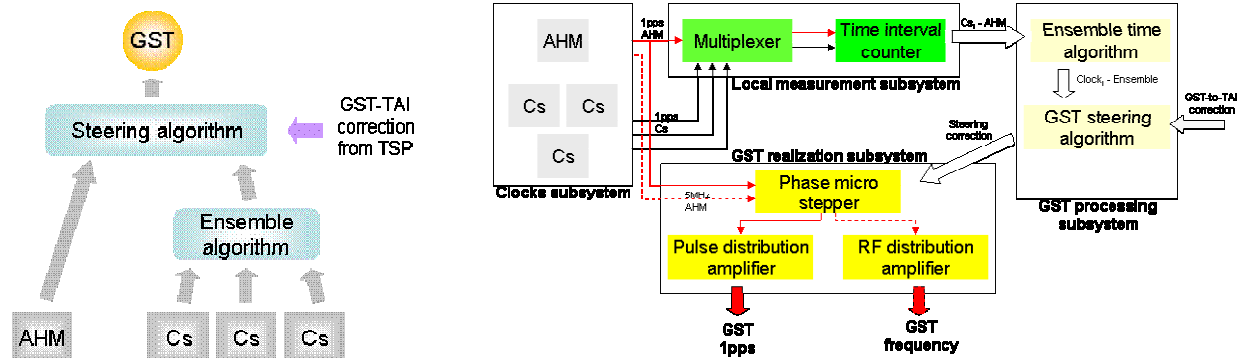 GST
Steering algorithm
GST-TAI
correction
from TSP
Ensemble
algorithm
AHM
Cs
Cs
Cs
AHM
Cs
Cs
Cs
Clocks subsystem
1pps
AHM
1pps
Cs
Multiplexer
Time interval
counter
Local measurement subsystem
Csᵢ - AHM
Ensemble time
algorithm
Clockᵢ - Ensemble
GST steering
algorithm
GST-to-TAI
correction
GST processing
subsystem
Steering
correction
GST realization subsystem
5MHz
AHM
Phase micro
stepper
Pulse distribution
amplifier
RF distribution
amplifier
GST
1pps
GST
frequency